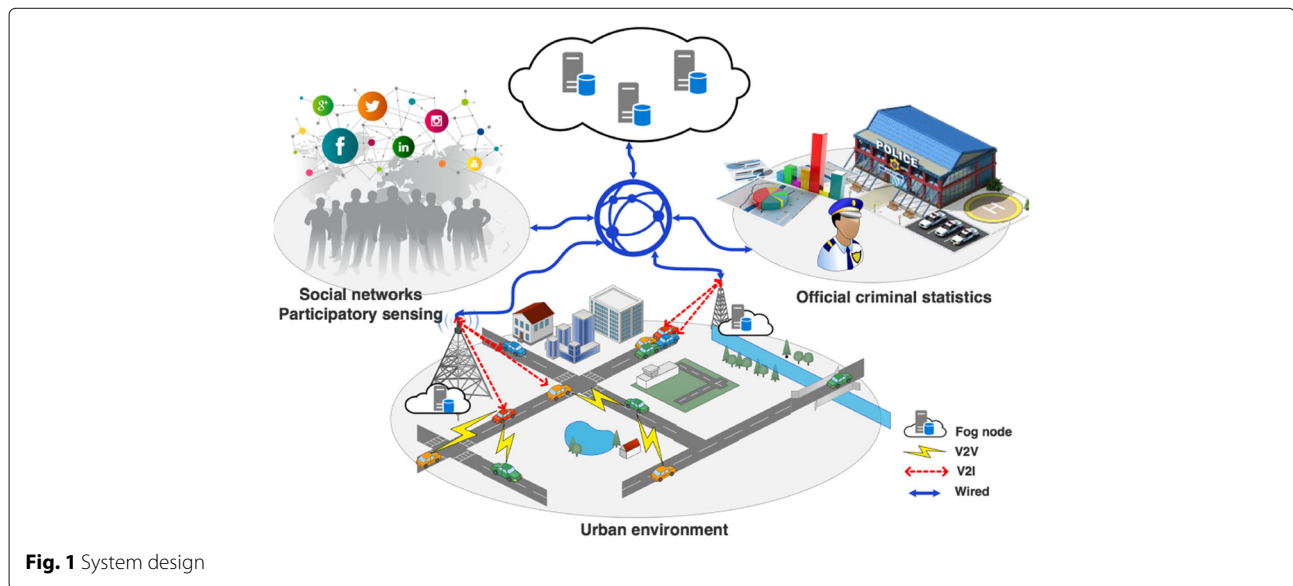 g+
f
in
POLICE
H
Social networks
Participatory sensing
Official criminal statistics
Fog node
V2V
V2I
Wired
Urban environment
Fig. 1 System design